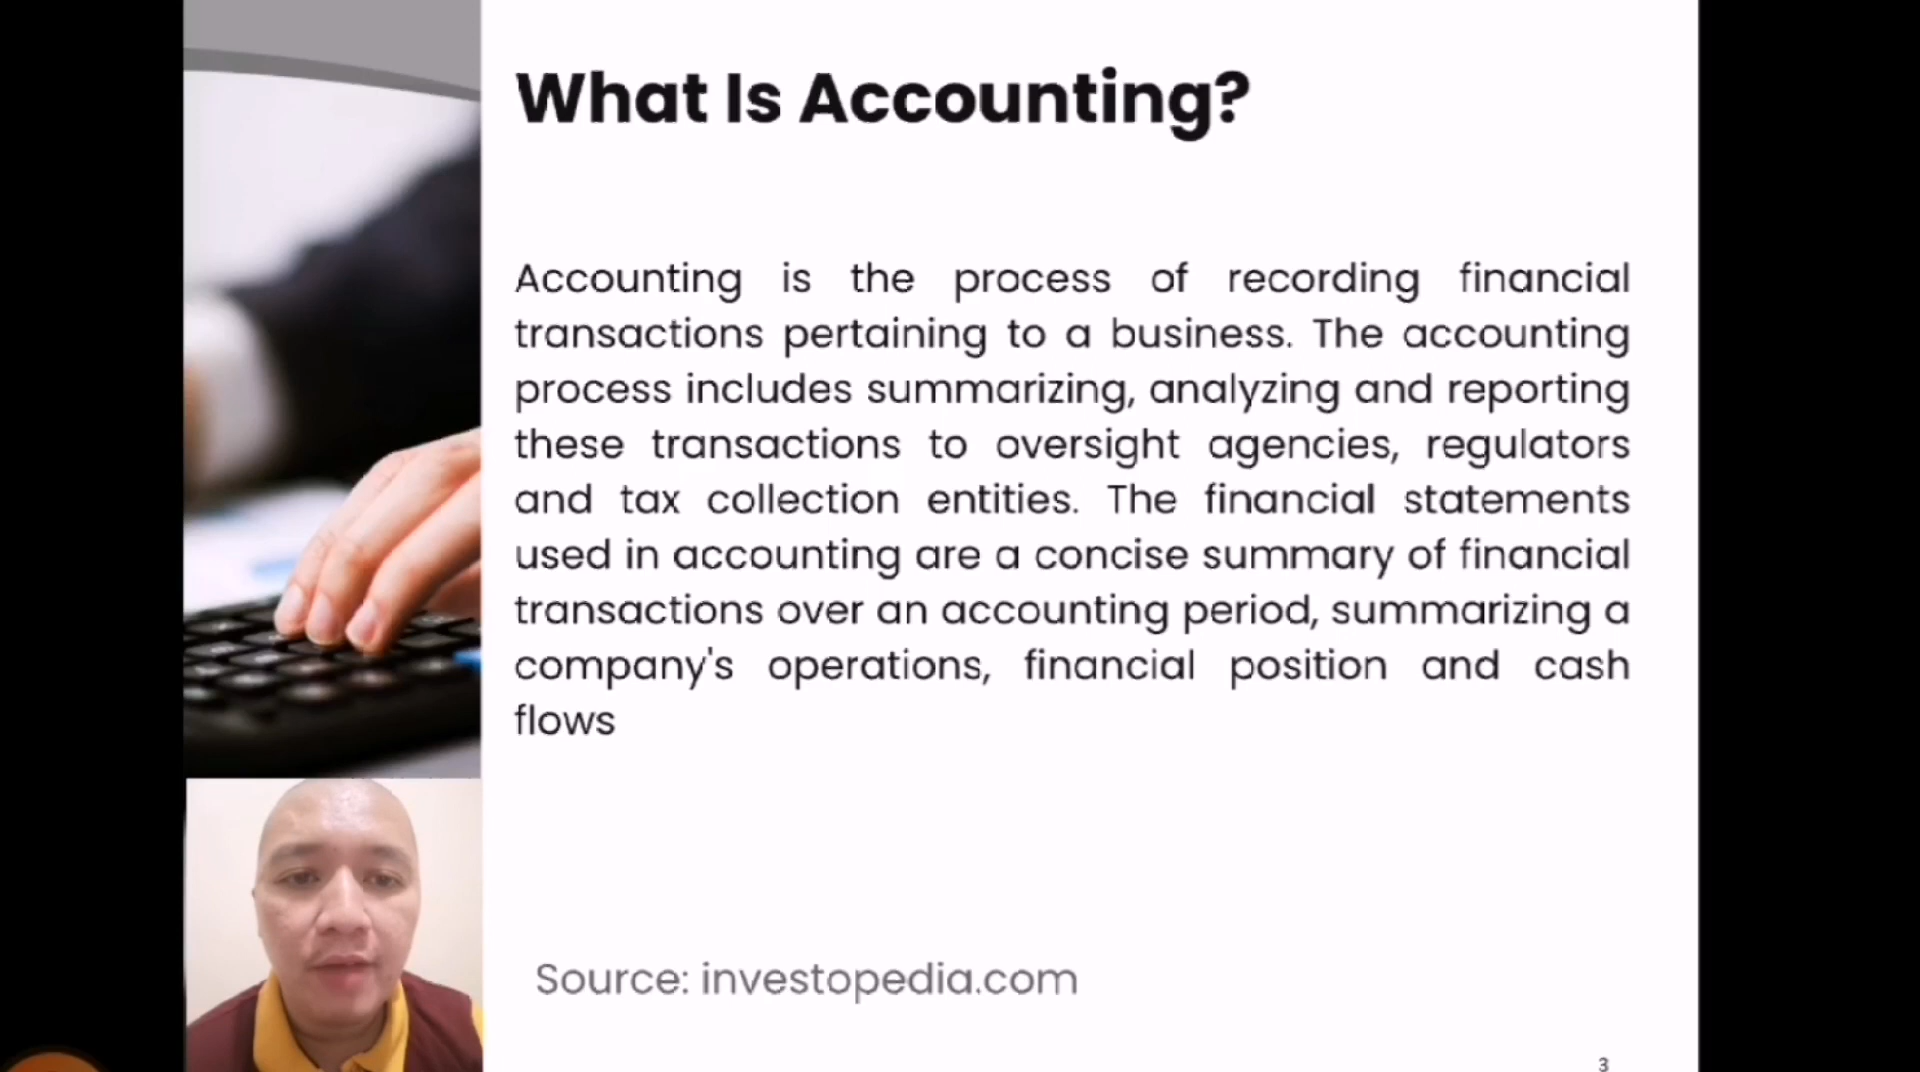 What Is Accounting?
Accounting is the process of recording financial
transactions pertaining to a business. The accounting
process includes summarizing, analyzing and reporting
these transactions to oversight agencies, regulators
and tax collection entities. The financial statements
used in accounting are a concise summary of financial
transactions over an accounting period, summarizing a
company's operations, financial position and cash
flows
Source: investopedia.com
3